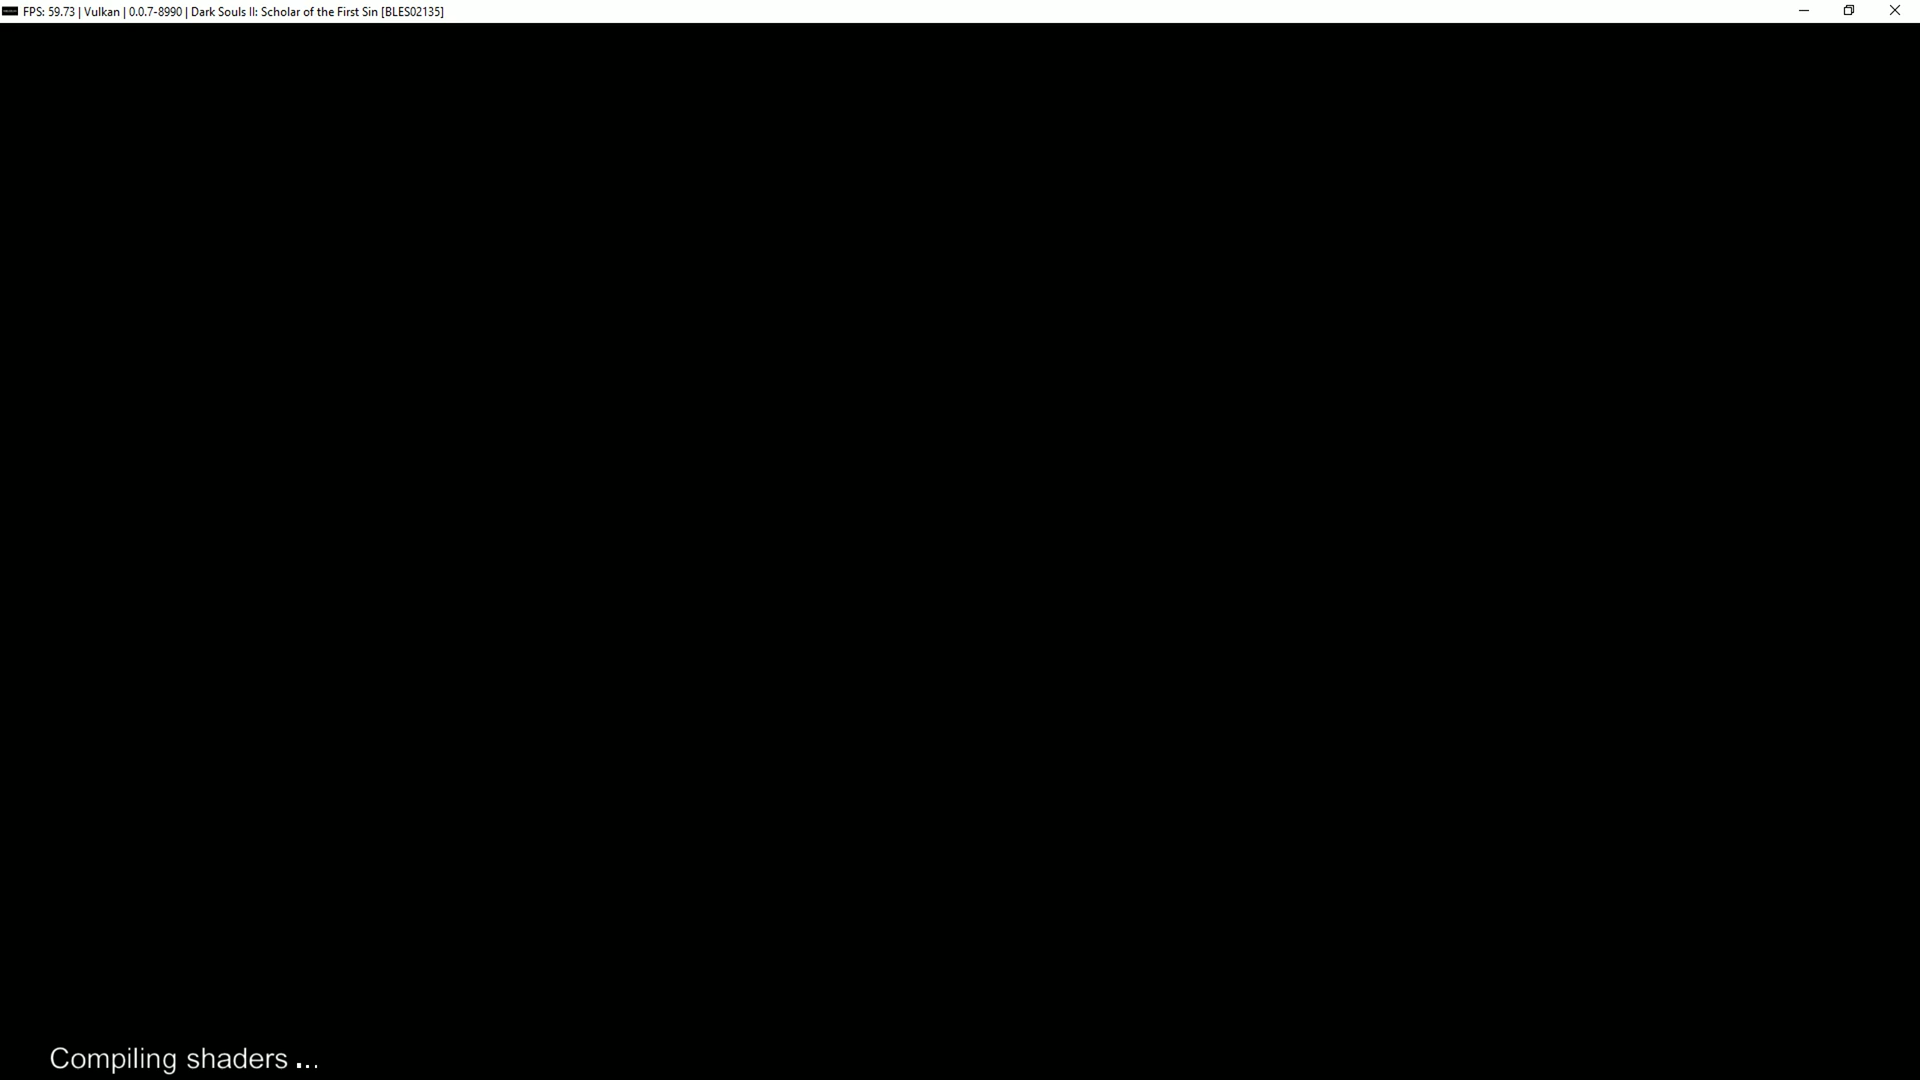 FPS: 59.73 | Vulkan | 0.0.7-8990 | Dark Souls II: Scholar of the First Sin [BLES02135]
Compiling shaders ...